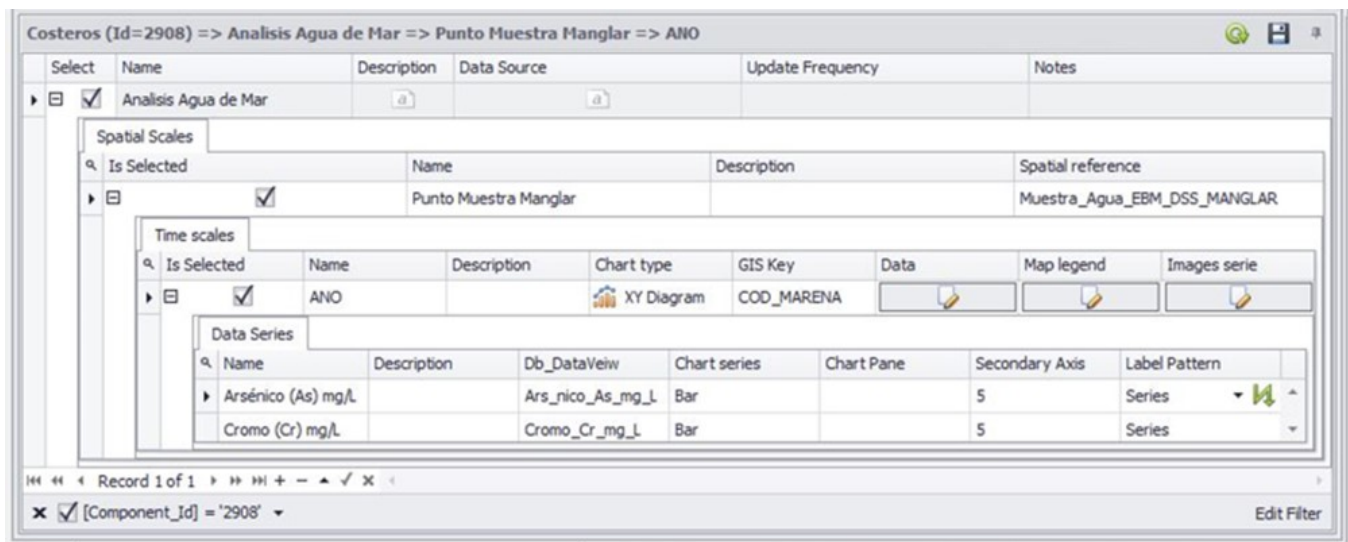 Costeros (Id=2908) => Analisis Agua de Mar => Punto Muestra Manglar => ANO
Select Name Description Data Source Update Frequency Notes
Analisis Agua de Mar a a
Spatial Scales
Is Selected Name Description Spatial reference
Punto Muestra Manglar Muestra_Agua_EBM_DSS_MANGLAR
Time scales
Is Selected Name Description Chart type GIS Key Data Map legend Images serie
ANO XY Diagram COD_MARENA
Data Series
Name Description Db_DataVeiw Chart series Chart Pane Secondary Axis Label Pattern
Arsénico (As) mg/L Ars_nico_As_mg_L Bar 5 Series
Cromo (Cr) mg/L Cromo_Cr_mg_L Bar 5 Series
Record 1 of 1
[Component_Id] = '2908' Edit Filter